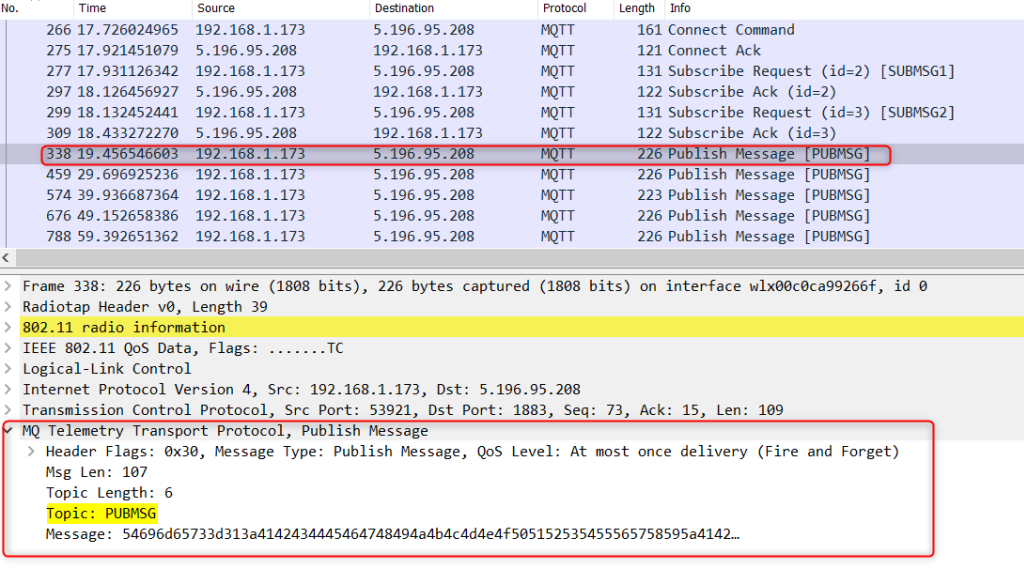 No. Time Source Destination Protocol Length Info
266 17.726024965 192.168.1.173 5.196.95.208 MQTT 161 Connect Command
275 17.921451079 5.196.95.208 192.168.1.173 MQTT 121 Connect Ack
277 17.931126342 192.168.1.173 5.196.95.208 MQTT 131 Subscribe Request (id=2) [SUBMSG1]
297 18.126456927 5.196.95.208 192.168.1.173 MQTT 122 Subscribe Ack (id=2)
299 18.132452441 192.168.1.173 5.196.95.208 MQTT 131 Subscribe Request (id=3) [SUBMSG2]
309 18.433272270 5.196.95.208 192.168.1.173 MQTT 122 Subscribe Ack (id=3)
338 19.456546603 192.168.1.173 5.196.95.208 MQTT 226 Publish Message [PUBMSG]
459 29.696925236 192.168.1.173 5.196.95.208 MQTT 226 Publish Message [PUBMSG]
574 39.936687364 192.168.1.173 5.196.95.208 MQTT 223 Publish Message [PUBMSG]
676 49.152658386 192.168.1.173 5.196.95.208 MQTT 226 Publish Message [PUBMSG]
788 59.392651362 192.168.1.173 5.196.95.208 MQTT 226 Publish Message [PUBMSG]
Frame 338: 226 bytes on wire (1808 bits), 226 bytes captured (1808 bits) on interface wlx00c0ca99266f, id 0
Radiotap Header v0, Length 39
802.11 radio information
IEEE 802.11 QoS Data, Flags: .......TC
Logical-Link Control
Internet Protocol Version 4, Src: 192.168.1.173, Dst: 5.196.95.208
Transmission Control Protocol, Src Port: 53921, Dst Port: 1883, Seq: 73, Ack: 15, Len: 109
MQ Telemetry Transport Protocol, Publish Message
Header Flags: 0x30, Message Type: Publish Message, QoS Level: At most once delivery (Fire and Forget)
Msg Len: 107
Topic Length: 6
Topic: PUBMSG
Message: 54696d65733d313a4142434445464748494a4b4c4d4e4f505152535455565758595a4142…